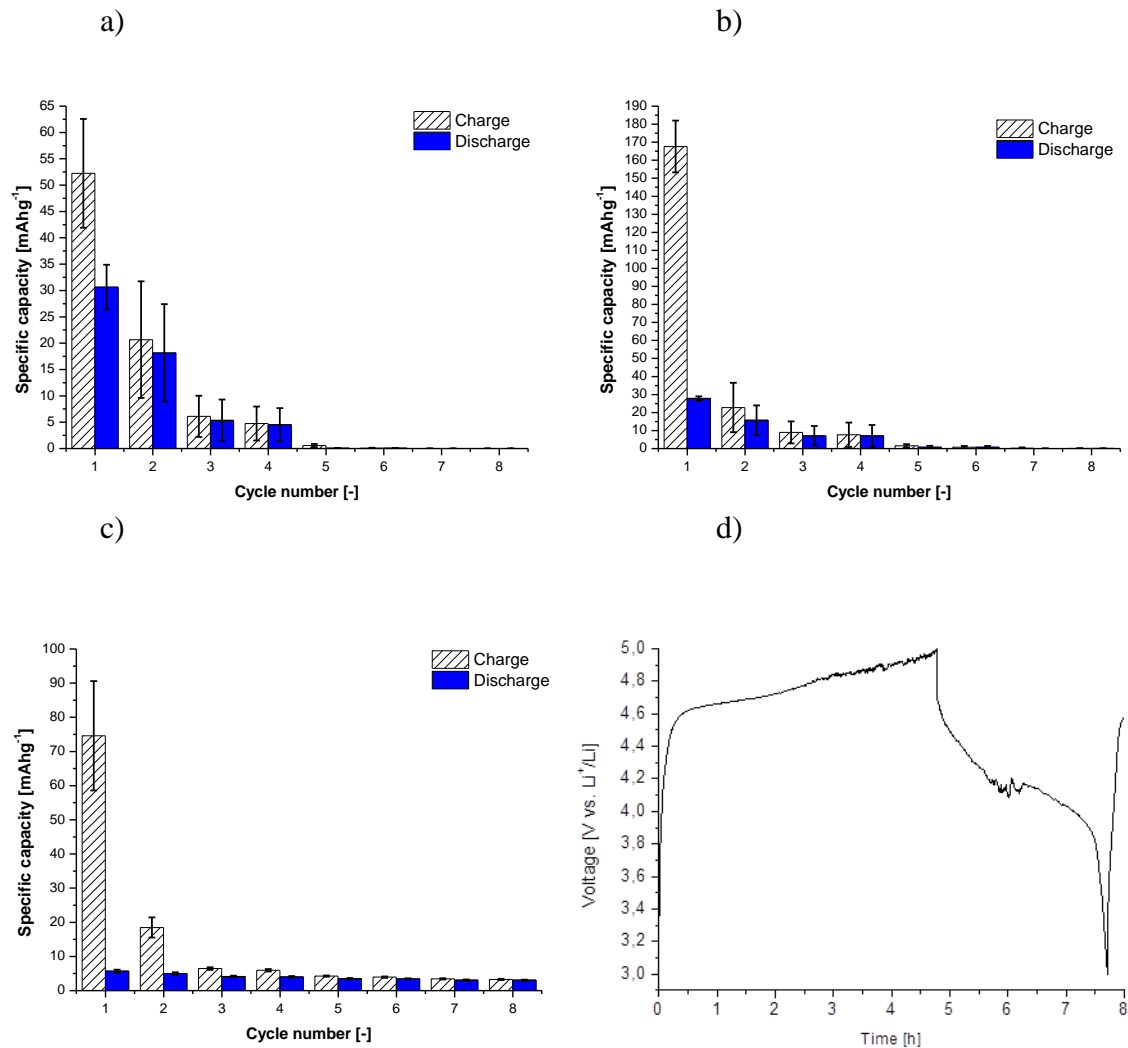 a)
65
60
55
50
45
40
35
30
25
20
15
10
5
0
Specific capacity [mAhg⁻¹]
Charge
Discharge
1 2 3 4 5 6 7 8
Cycle number [-]
b)
190
180
170
160
150
140
130
120
110
100
90
80
70
60
50
40
30
20
10
0
Specific capacity [mAhg⁻¹]
Charge
Discharge
1 2 3 4 5 6 7 8
Cycle number [-]
c)
100
90
80
70
60
50
40
30
20
10
0
Specific capacity [mAhg⁻¹]
Charge
Discharge
1 2 3 4 5 6 7 8
Cycle number [-]
d)
5,0
4,8
4,6
4,4
4,2
4,0
3,8
3,6
3,4
3,2
3,0
Voltage [V vs. Li⁺/Li]
0 1 2 3 4 5 6 7 8
Time [h]